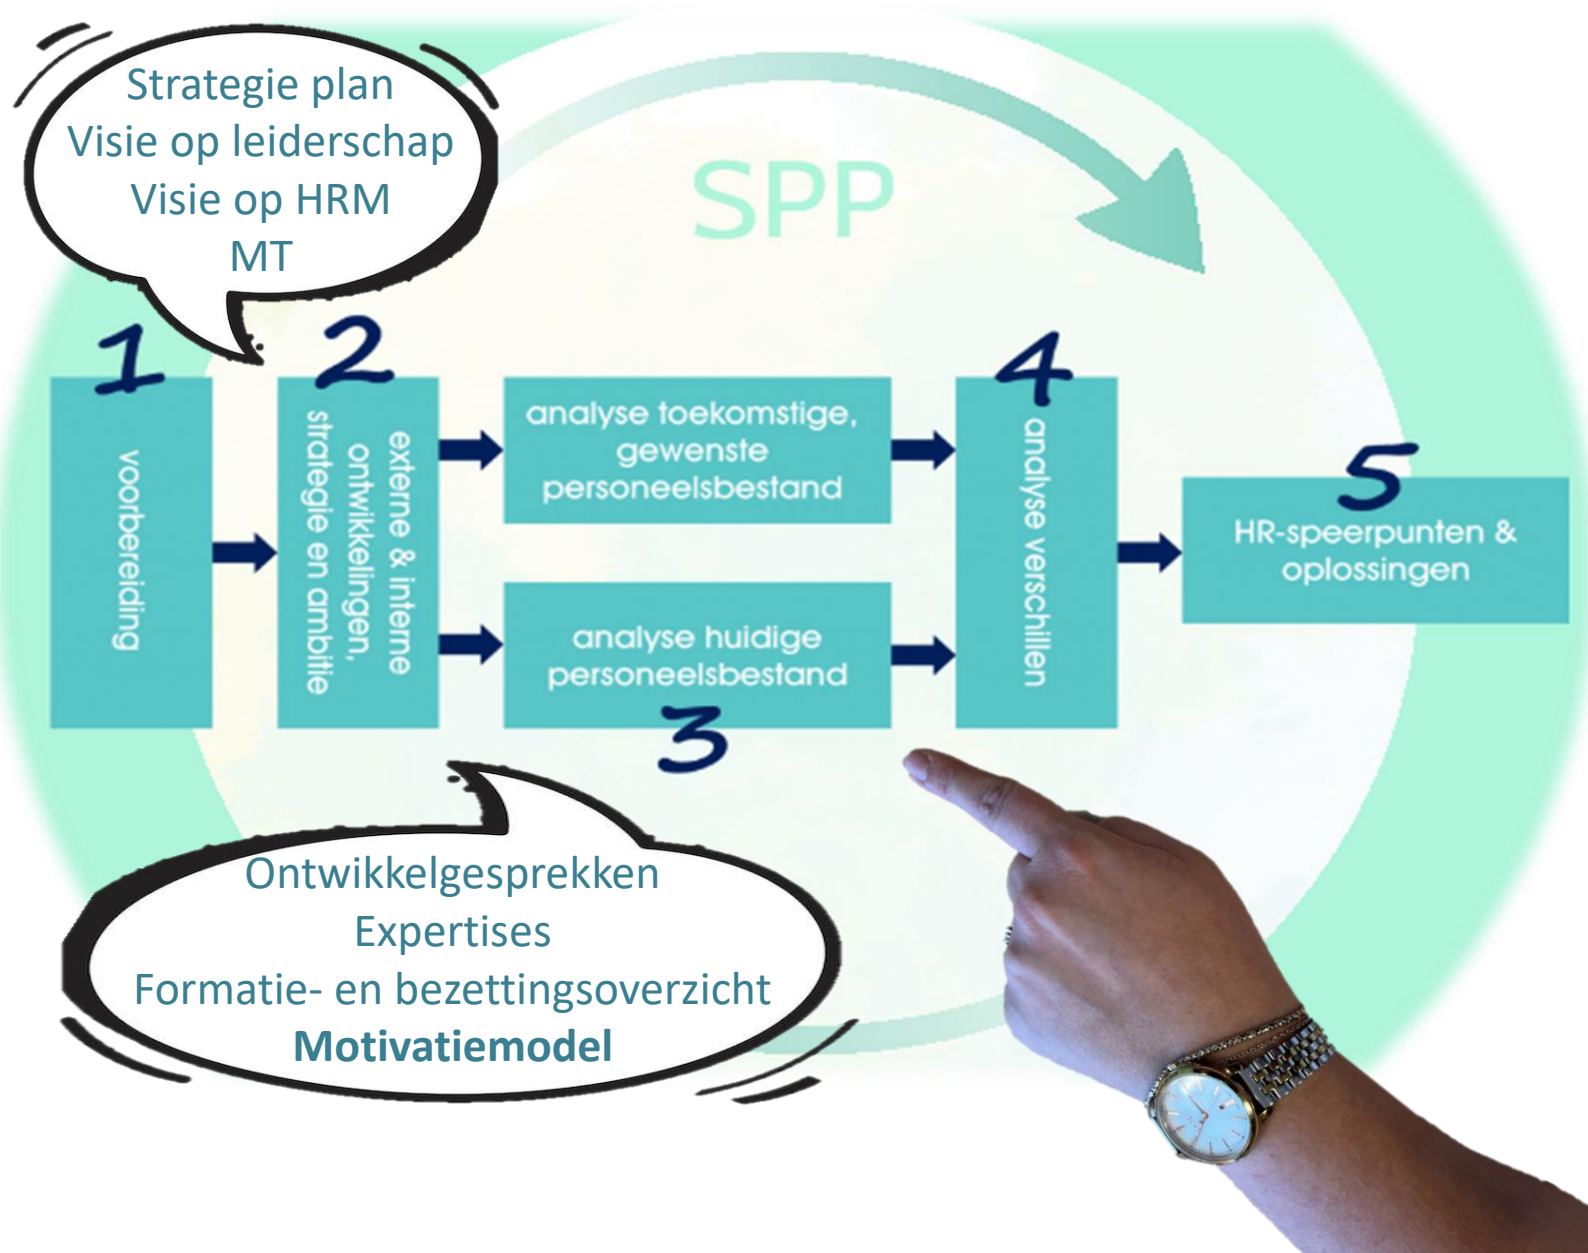 Strategie plan
Visie op leiderschap
Visie op HRM
MT
SPP
1
voorbereiding
2
externe & interne
ontwikkelingen,
strategie en ambitie
analyse toekomstige,
gewenste
personeelsbestand
analyse huidige
personeelsbestand
3
4
analyse verschillen
5
HR-speerpunten &
oplossingen
Ontwikkelgesprekken
Expertises
Formatie- en bezettingsoverzicht
Motivatiemodel